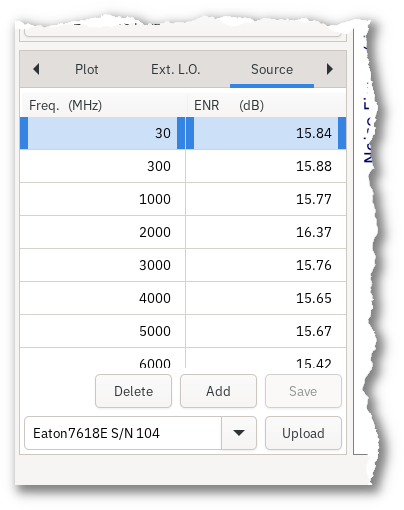 Plot Ext. L.O. Source
Freq. (MHz) ENR (dB)
30 15.84
300 15.88
1000 15.77
2000 16.37
3000 15.76
4000 15.65
5000 15.67
6000 15.42
Delete Add Save
Eaton7618E S/N 104 Upload